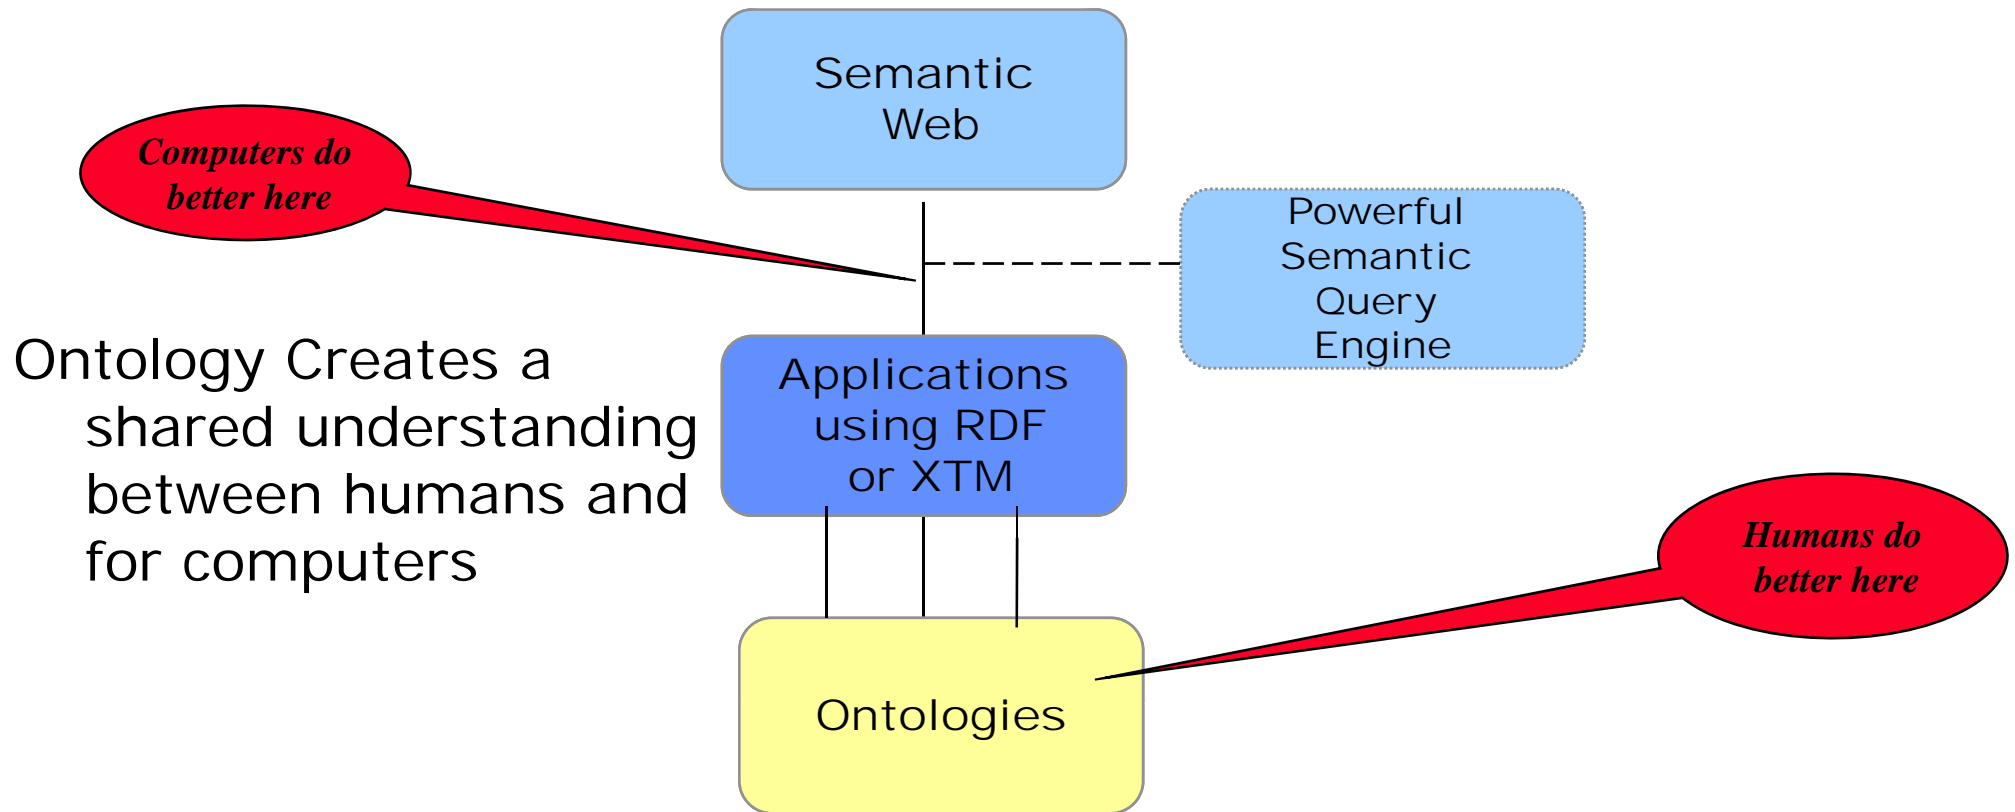 Semantic
Web
Computers do
better here
Powerful
Semantic
Query
Engine
Ontology Creates a
shared understanding
between humans and
for computers
Applications
using RDF
or XTM
Humans do
better here
Ontologies